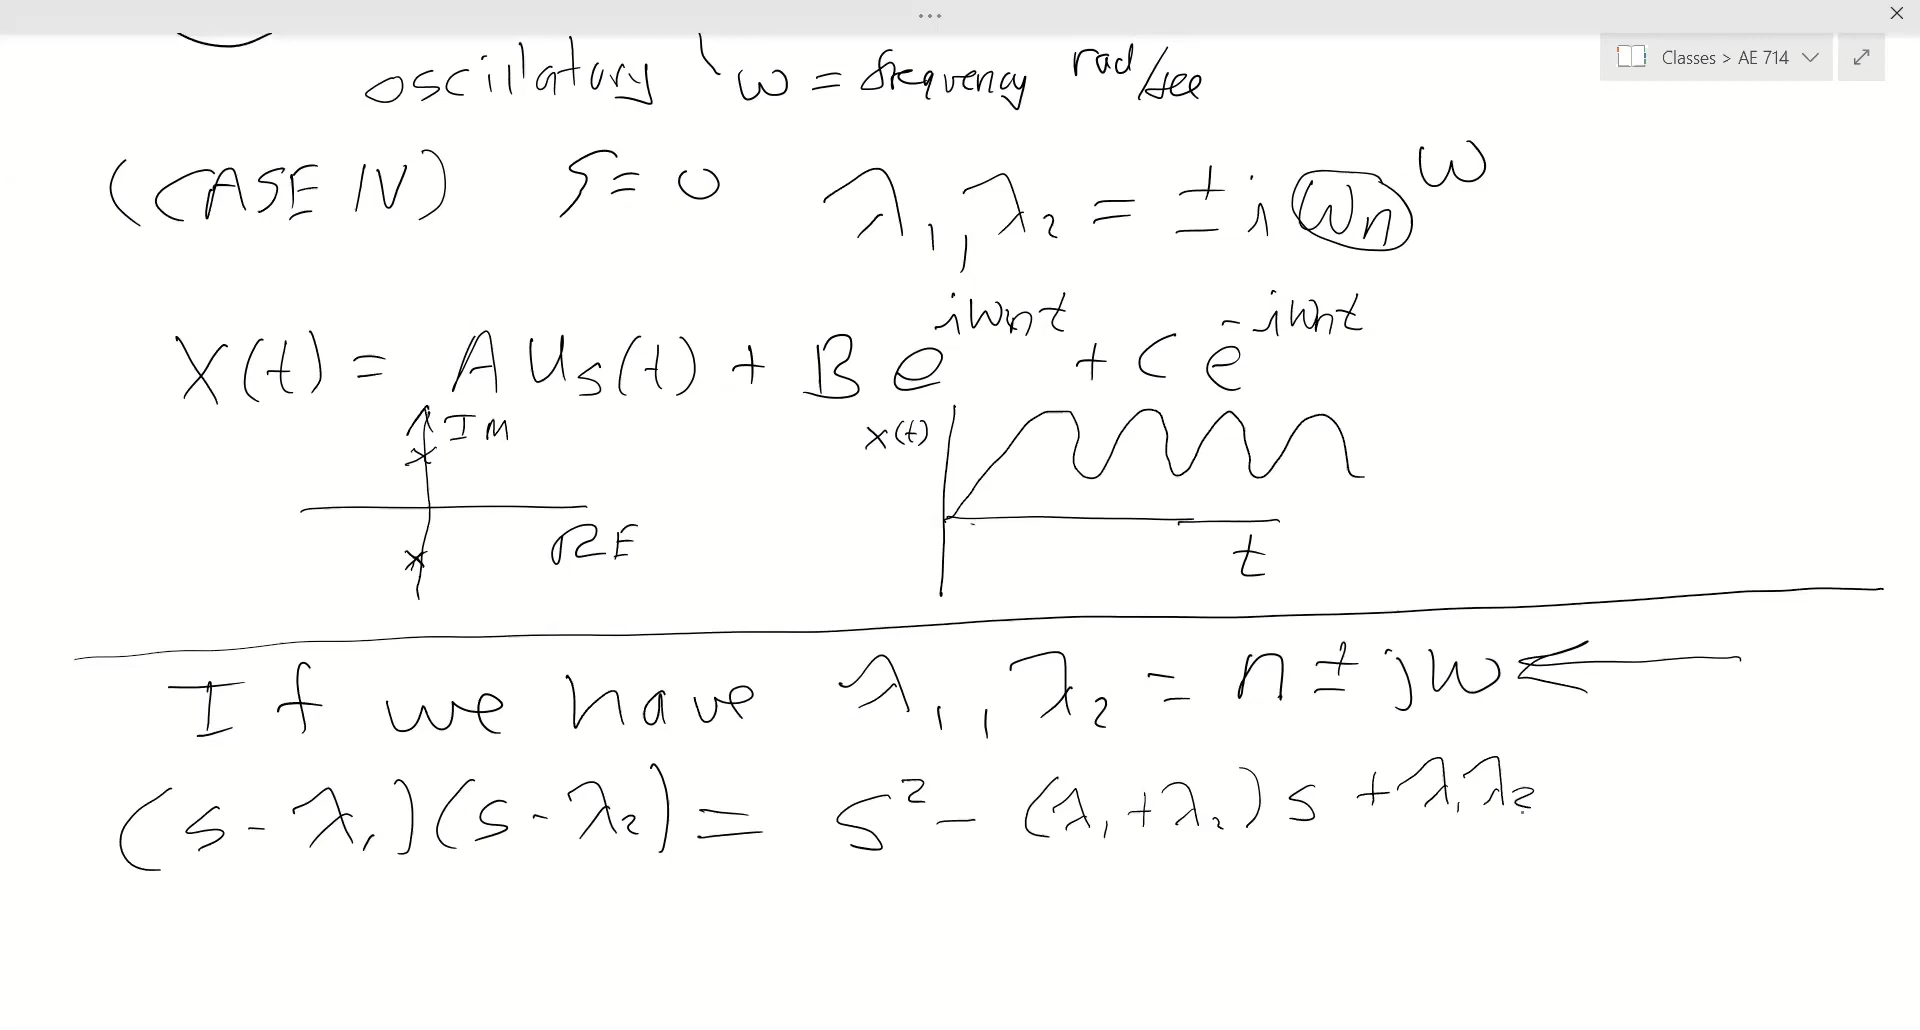 Classes > AE 714
oscillatory ω = frequency rad/sec
(CASE IV) ζ = 0 λ₁, λ₂ = ± i ωn ω
X(t) = A Us(t) + B e^{iωnt} + C e^{-iωnt}
IM
X(t)
RE
t
If we have λ₁, λ₂ = n ± jω
(s - λ₁)(s - λ₂) = s² - (λ₁ + λ₂)s + λ₁λ₂